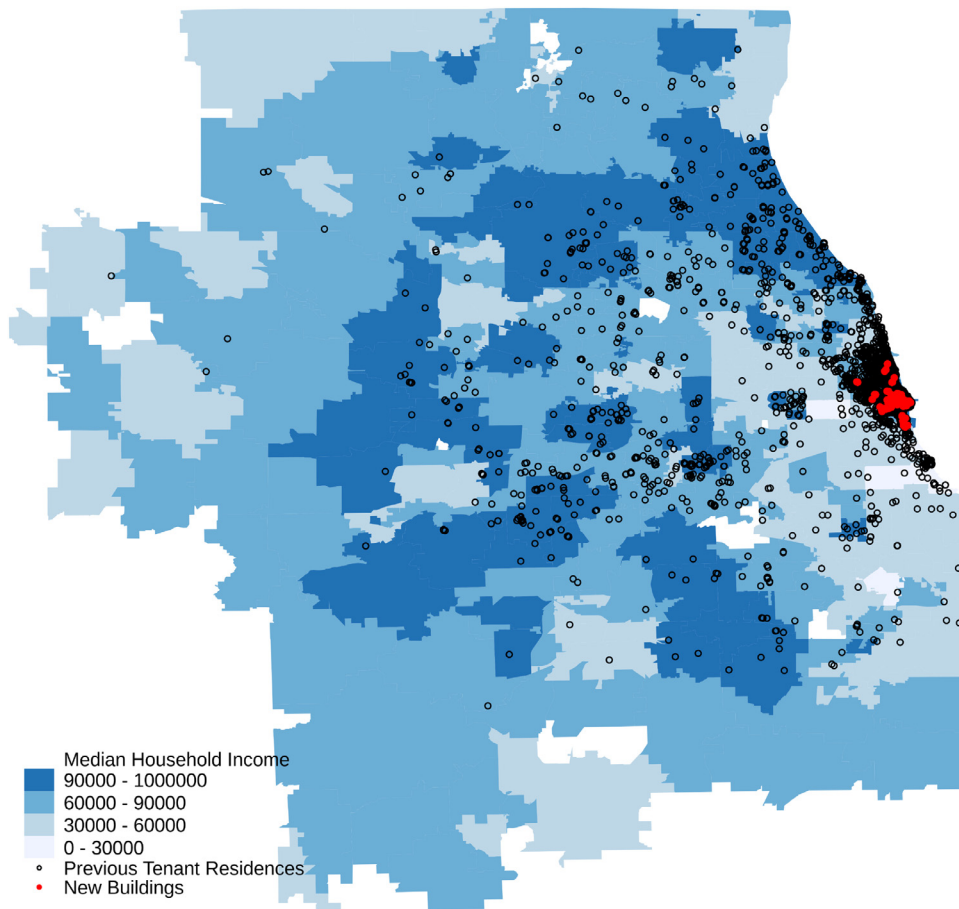 Median Household Income
90000 - 1000000
60000 - 90000
30000 - 60000
0 - 30000
Previous Tenant Residences
New Buildings